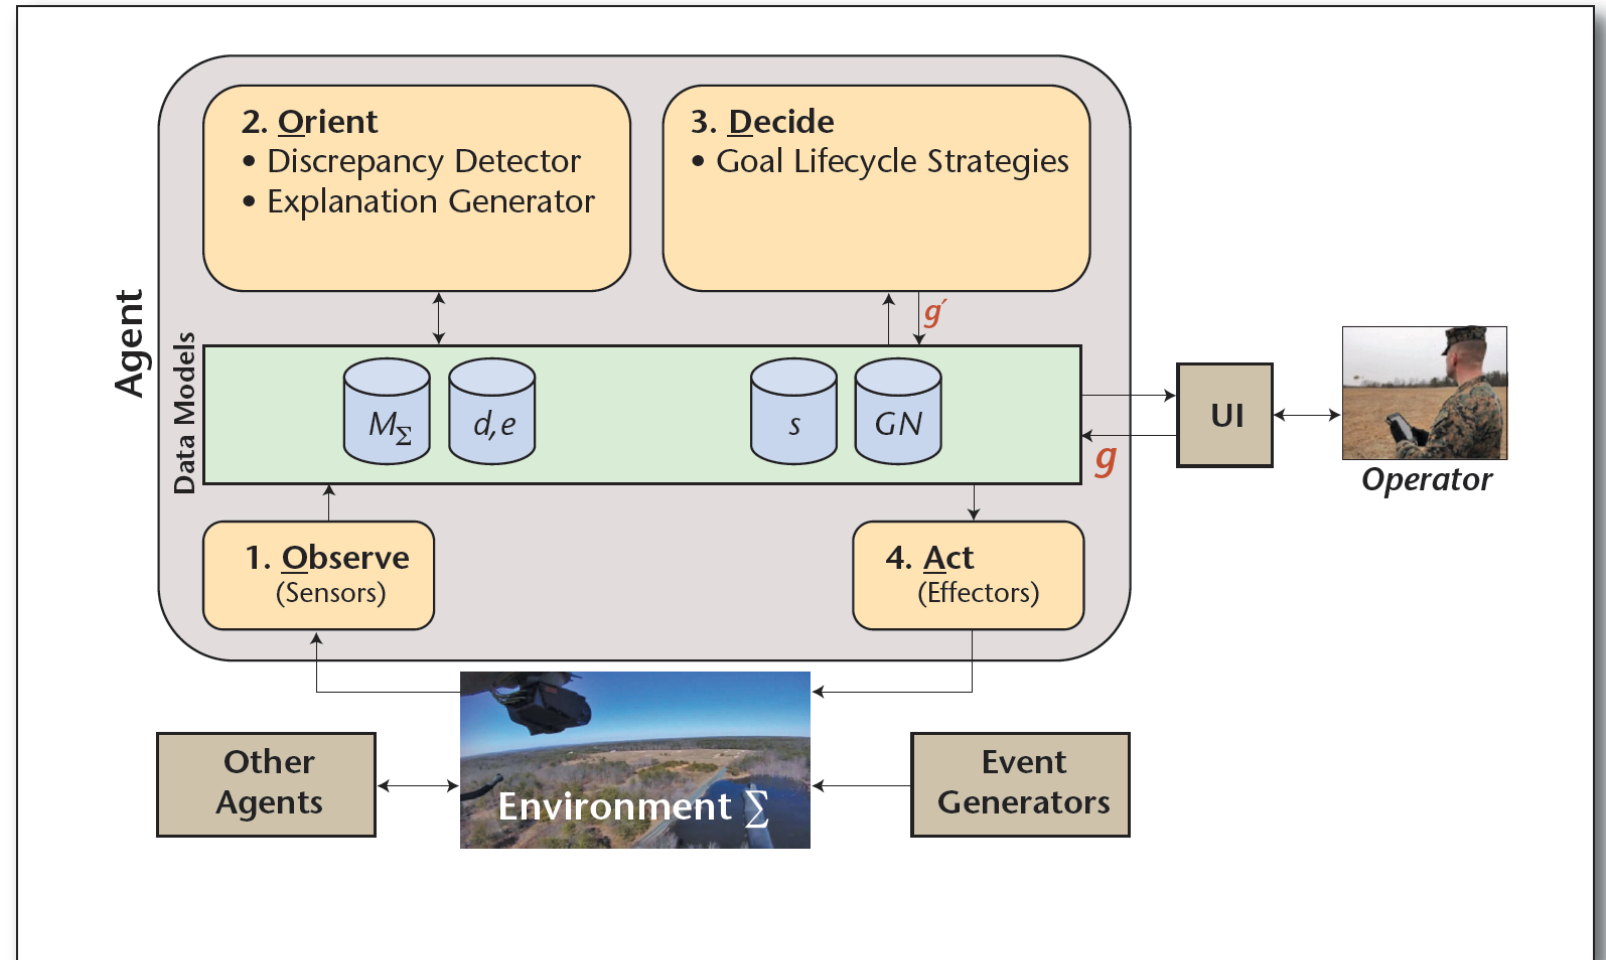 2. Orient
• Discrepancy Detector
• Explanation Generator
3. Decide
• Goal Lifecycle Strategies
Agent
Data Models
g′
M_Σ
d,e
s
GN
g
UI
Operator
1. Observe
(Sensors)
4. Act
(Effectors)
Other
Agents
Environment ∑
Event
Generators